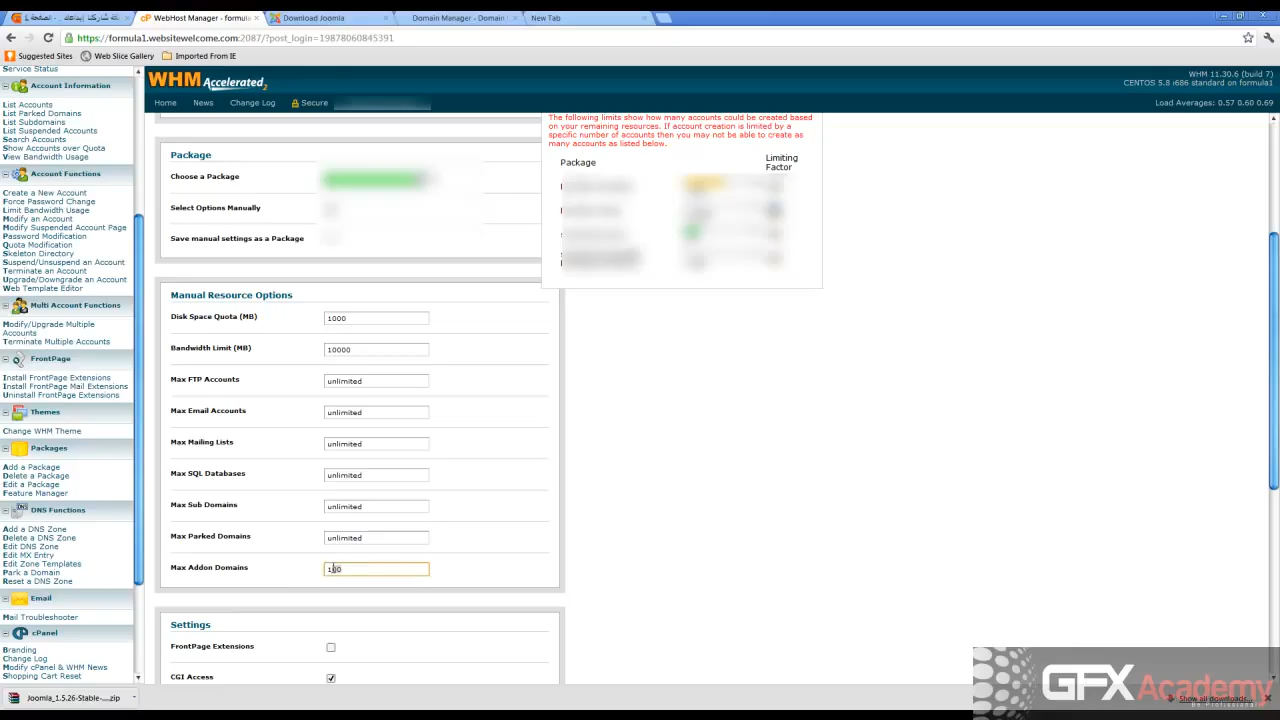 WebHost Manager - formula
Download Joomla
Domain Manager - Domain
New Tab
https://formula1.websitewelcome.com:2087/?post_login=19878060845391
Suggested Sites
Web Slice Gallery
Imported From IE
Service Status
Account Information
List Accounts
List Parked Domains
List Subdomains
List Suspended Accounts
Search Accounts
Show Accounts over Quota
View Bandwidth Usage
Account Functions
Create a New Account
Force Password Change
Limit Bandwidth Usage
Modify an Account
Modify Suspended Account Page
Password Modification
Quota Modification
Skeleton Directory
Suspend/Unsuspend an Account
Terminate an Account
Upgrade/Downgrade an Account
Web Template Editor
Multi Account Functions
Modify/Upgrade Multiple
Accounts
Terminate Multiple Accounts
FrontPage
Install FrontPage Extensions
Install FrontPage Mail Extensions
Uninstall FrontPage Extensions
Themes
Change WHM Theme
Packages
Add a Package
Delete a Package
Edit a Package
Feature Manager
DNS Functions
Add a DNS Zone
Delete a DNS Zone
Edit DNS Zone
Edit MX Entry
Edit Zone Templates
Park a Domain
Reset a DNS Zone
Email
Mail Troubleshooter
cPanel
Branding
Change Log
Modify cPanel & WHM News
Shopping Cart Reset
WHM Accelerated2
WHM 11.30.6 (build 7)
CENTOS 5.8 i686 standard on formula1
Home News Change Log Secure
Load Averages: 0.57 0.60 0.69
The following limits show how many accounts could be created based
on your remaining resources. If account creation is limited by a
specific number of accounts then you may not be able to create as
many accounts as listed below.
Package
Limiting
Factor
Package
Choose a Package
Select Options Manually
Save manual settings as a Package
Manual Resource Options
Disk Space Quota (MB) 1000
Bandwidth Limit (MB) 10000
Max FTP Accounts unlimited
Max Email Accounts unlimited
Max Mailing Lists unlimited
Max SQL Databases unlimited
Max Sub Domains unlimited
Max Parked Domains unlimited
Max Addon Domains 100
Settings
FrontPage Extensions
CGI Access
Joomla_1.5.26-Stable-....zip
GFX Academy
Be Professional
Show all downloads...